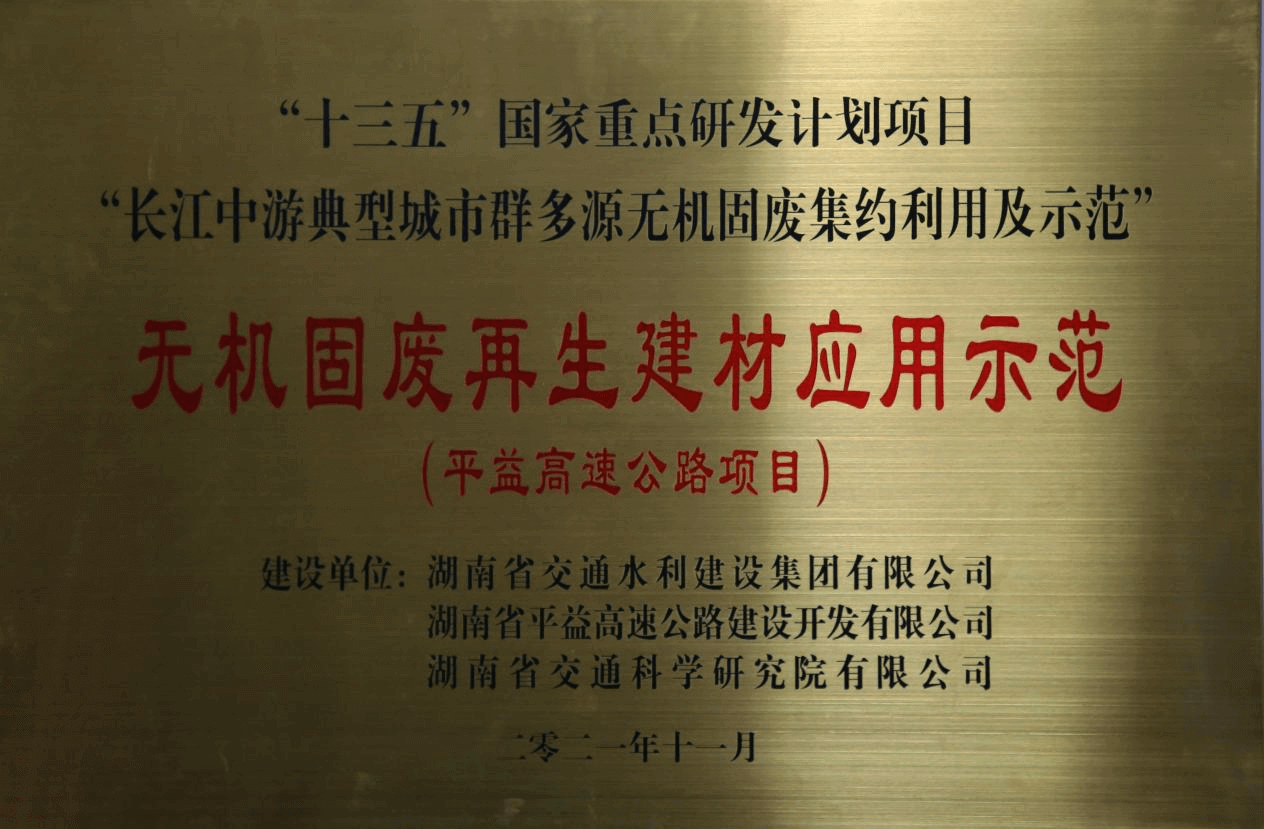 “十三五”国家重点研发计划项目
“长江中游典型城市群多源无机固废集约利用及示范”
无机固废再生建材应用示范
(平益高速公路项目)
建设单位：湖南省交通水利建设集团有限公司
湖南省平益高速公路建设开发有限公司
湖南省交通科学研究院有限公司
二零二一年十一月